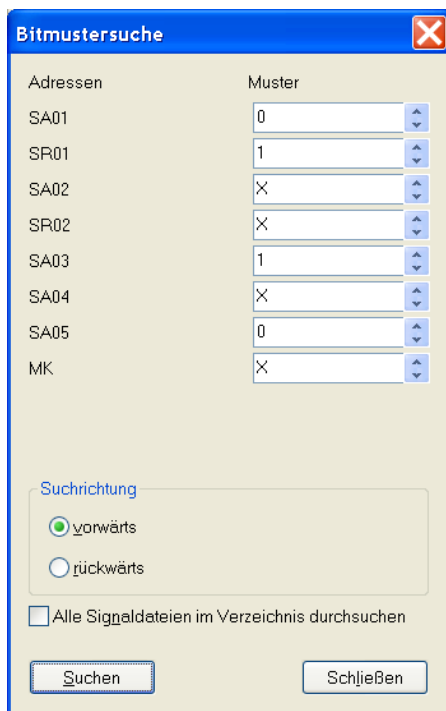 Bitmustersuche
Adressen Muster
SA01 0
SR01 1
SA02 X
SR02 X
SA03 1
SA04 X
SA05 0
MK X
Suchrichtung
vorwärts
rückwärts
Alle Signaldateien im Verzeichnis durchsuchen
Suchen Schließen